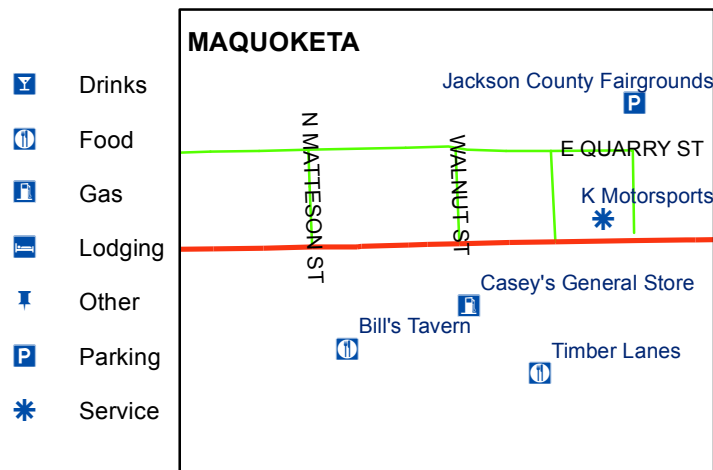 MAQUOKETA
Drinks
Food
Gas
Lodging
Other
P Parking
Service
Jackson County Fairgrounds
P
N MATTESON ST
WALNUT ST
E QUARRY ST
K Motorsports
Casey's General Store
Bill's Tavern
Timber Lanes